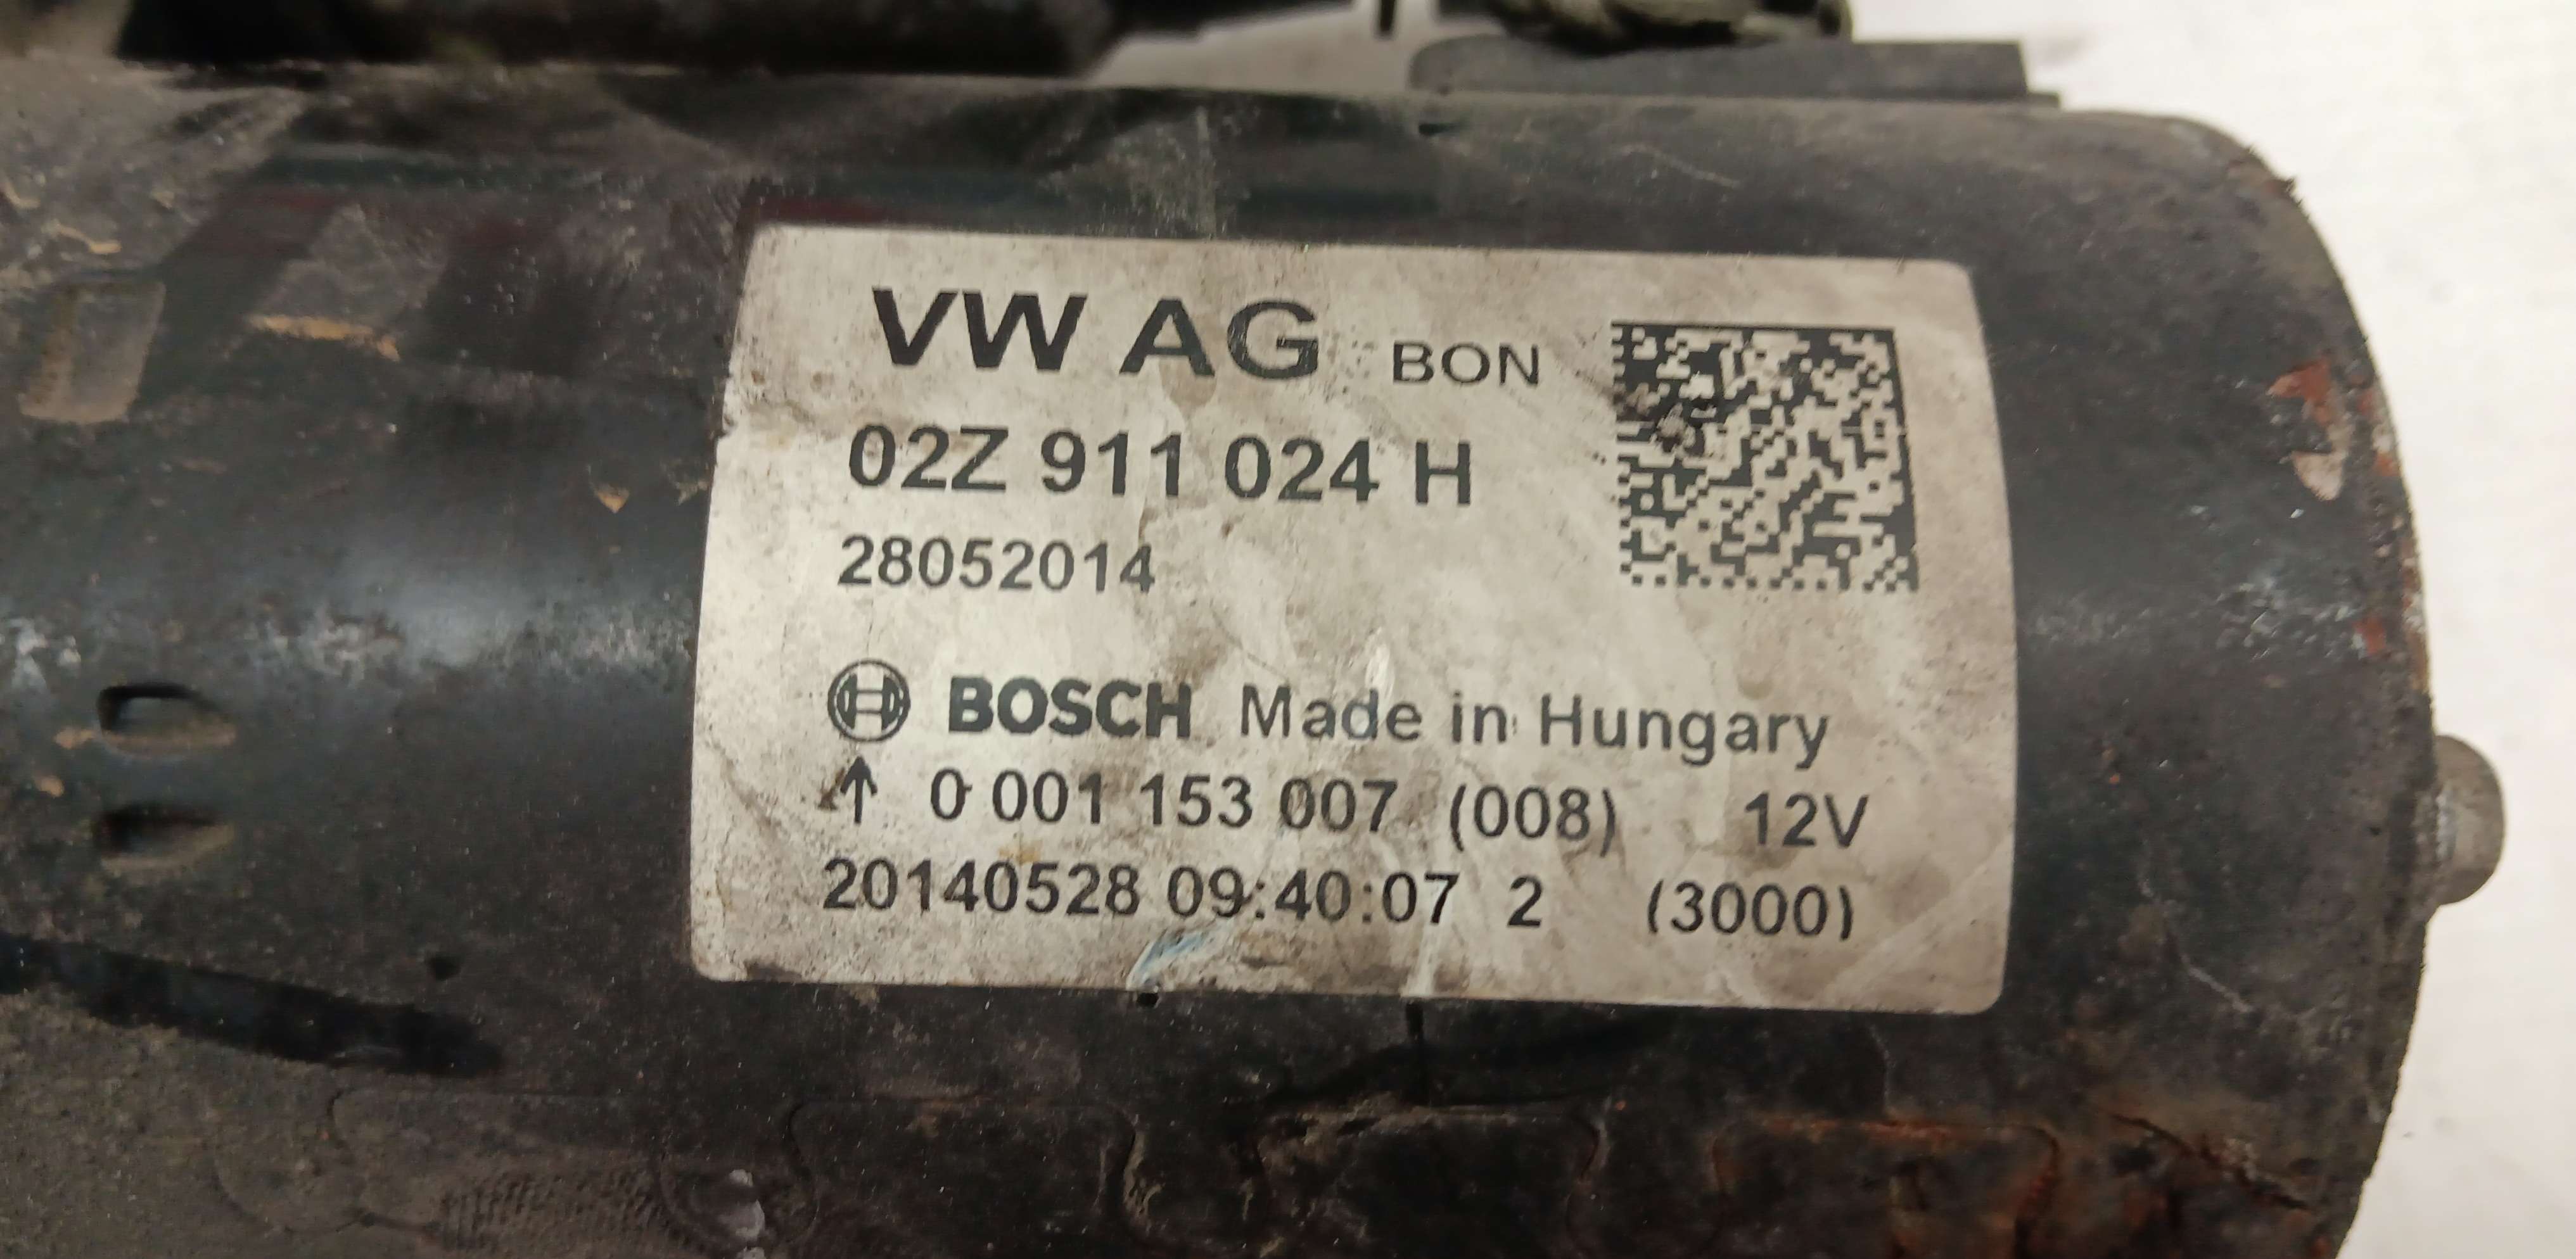 VW AG BON
02Z 911 024 H
28052014
BOSCH Made in Hungary
↑ 0 001 153 007 (008) 12V
20140528 09:40:07 2 (3000)